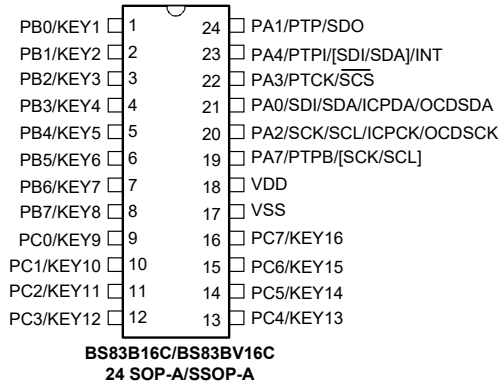 PB0/KEY1 1 24 PA1/PTP/SDO
PB1/KEY2 2 23 PA4/PTPI/[SDI/SDA]/INT
PB2/KEY3 3 22 PA3/PTCK/SCS
PB3/KEY4 4 21 PA0/SDI/SDA/ICPDA/OCDSDA
PB4/KEY5 5 20 PA2/SCK/SCL/ICPCK/OCDSCK
PB5/KEY6 6 19 PA7/PTPB/[SCK/SCL]
PB6/KEY7 7 18 VDD
PB7/KEY8 8 17 VSS
PC0/KEY9 9 16 PC7/KEY16
PC1/KEY10 10 15 PC6/KEY15
PC2/KEY11 11 14 PC5/KEY14
PC3/KEY12 12 13 PC4/KEY13
BS83B16C/BS83BV16C
24 SOP-A/SSOP-A